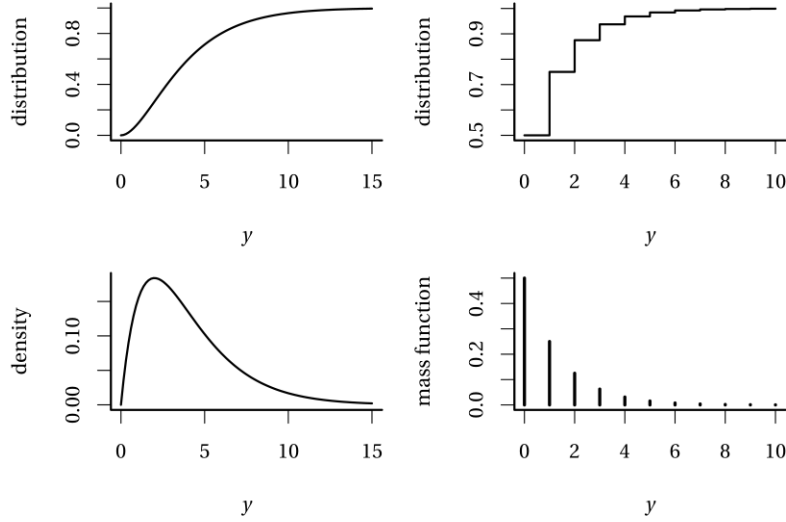 distribution
0.0 0.4 0.8
0 5 10 15
y
distribution
0.5 0.7 0.9
0 2 4 6 8 10
y
density
0.00 0.10
0 5 10 15
y
mass function
0.0 0.2 0.4
0 2 4 6 8 10
y